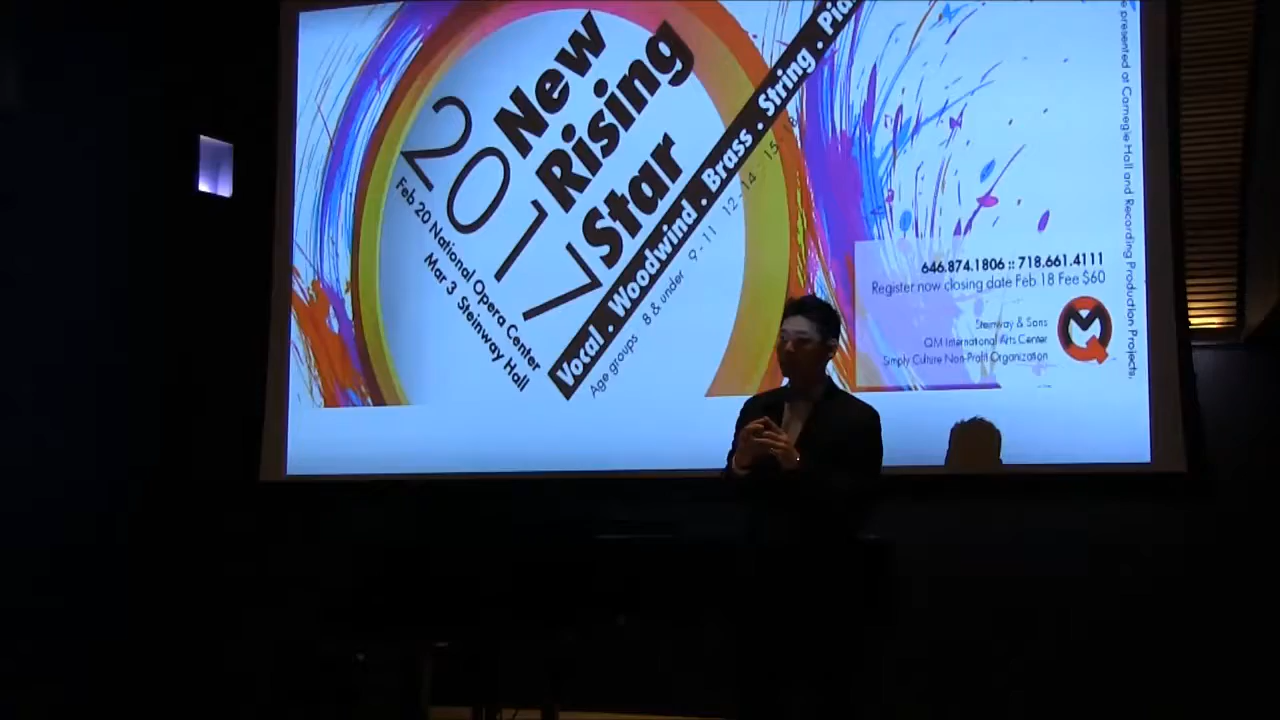 2017
New
Rising
Star
Feb 20 National Opera Center
Mar 3 Steinway Hall
Vocal . Woodwind . Brass . String .
Age groups 8 & under 9 - 11 12 - 14 - 15 - 18
646.874.1806 :: 718.661.4111
Register now closing date Feb 18 Fee $60
Steinway & Sons
QM International Arts Center
Simply Culture Non-Profit Organization
QM
presented at Carnegie Hall and Recording Production Projects.